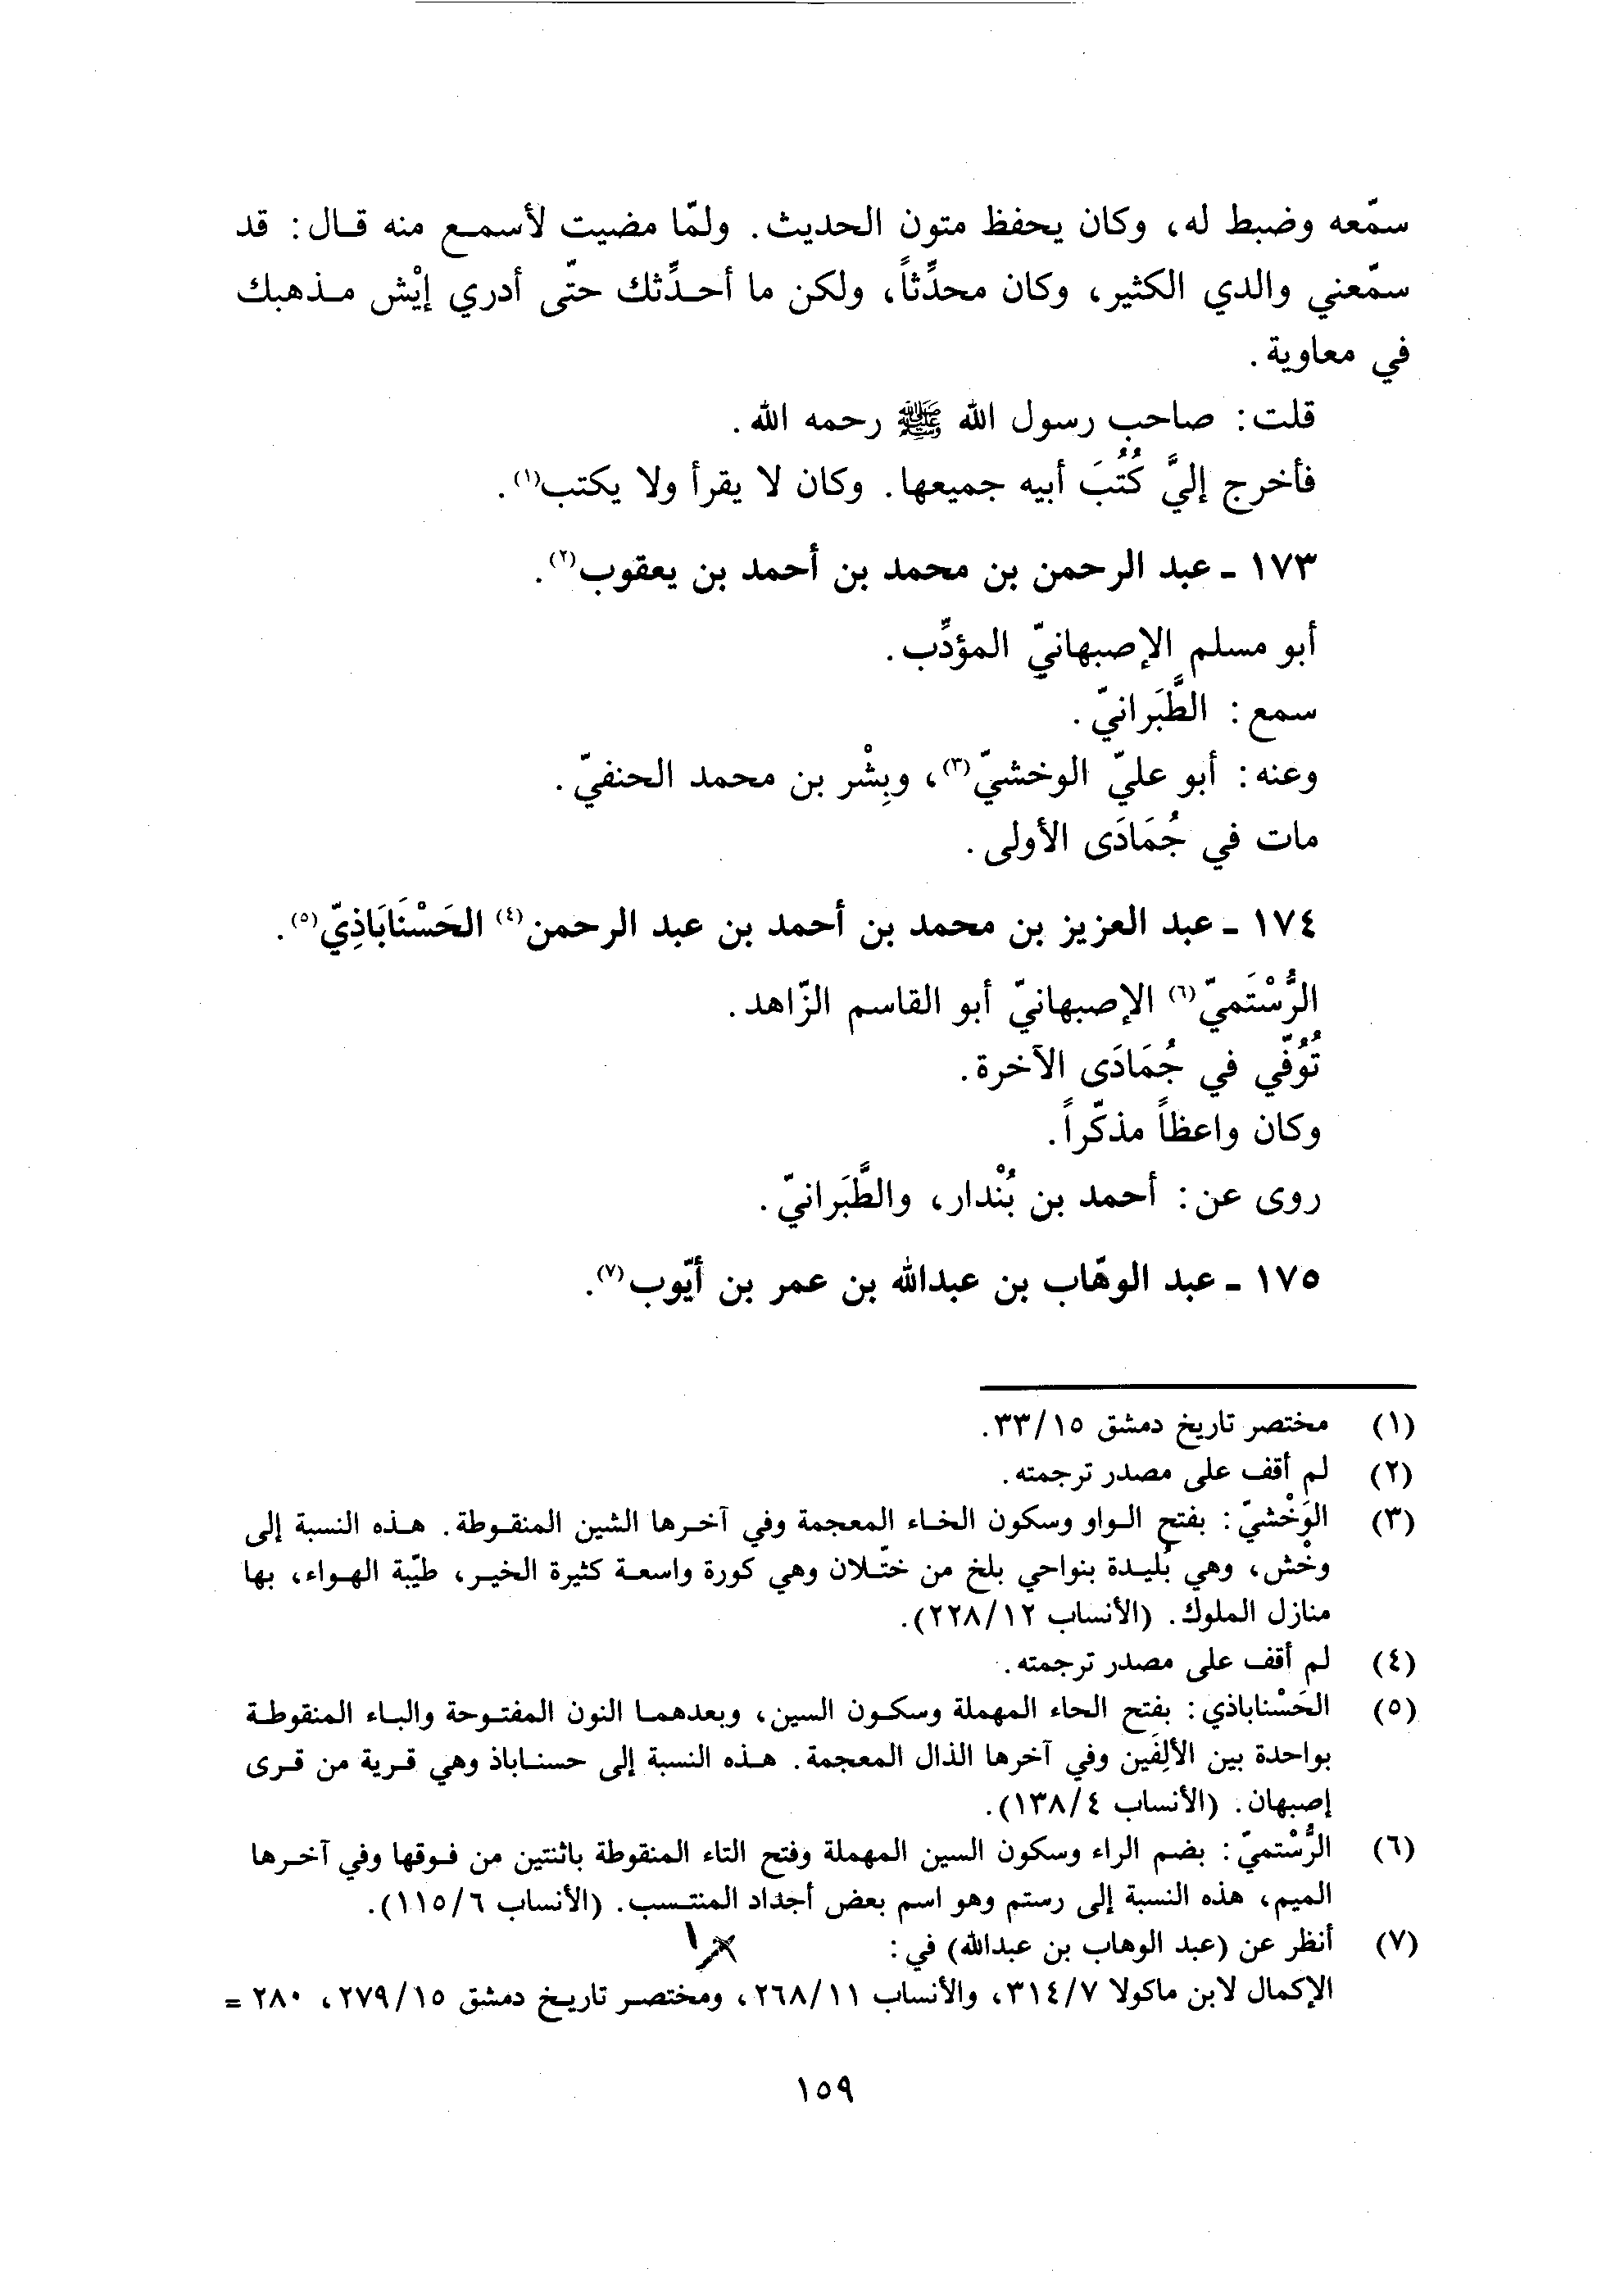 سمّعه وضبط له، وكان يحفظ متون الحديث. ولمّا مضيت لأسمع منه قال: قد
سمّعني والدي الكثير، وكان محدِّثاً، ولكن ما أحدِّثك حتّى أدري إيْش مذهبك
في معاوية.
قلت: صاحب رسول الله ﷺ رحمه الله.
فأخرج إليَّ كُتُبَ أبيه جميعها. وكان لا يقرأ ولا يكتب(١).
١٧٣ - عبد الرحمن بن محمد بن أحمد بن يعقوب(٢).
أبو مسلم الإصبهانيّ المؤدِّب.
سمع: الطَّبَرانيّ.
وعنه: أبو عليّ الوخشيّ(٣)، وبِشْر بن محمد الحنفيّ.
مات في جُمَادَى الأولى.
١٧٤ - عبد العزيز بن محمد بن أحمد بن عبد الرحمن(٤) الحَسْنَابَاذِيّ(٥).
الرُّسْتَميّ(٦) الإصبهانيّ أبو القاسم الزّاهد.
تُوُفّي في جُمَادَى الآخرة.
وكان واعظاً مذكّراً.
روى عن: أحمد بن بُنْدار، والطَّبَرانيّ.
١٧٥ - عبد الوهّاب بن عبدالله بن عمر بن أيّوب(٧).
(١) مختصر تاريخ دمشق ٣٣/١٥.
(٢) لم أقف على مصدر ترجمته.
(٣) الوَخْشيّ: بفتح الواو وسكون الخاء المعجمة وفي آخرها الشين المنقوطة. هذه النسبة إلى
وخْش، وهي بُليدة بنواحي بلخ من ختّلان وهي كورة واسعة كثيرة الخير، طيّبة الهواء، بها
منازل الملوك. (الأنساب ٢٢٨/١٢).
(٤) لم أقف على مصدر ترجمته.
(٥) الحَسْناباذي: بفتح الحاء المهملة وسكون السين، وبعدهما النون المفتوحة والباء المنقوطة
بواحدة بين الألِفَين وفي آخرها الذال المعجمة. هذه النسبة إلى حسناباذ وهي قرية من قرى
إصبهان. (الأنساب ١٣٨/٤).
(٦) الرُّسْتميّ: بضم الراء وسكون السين المهملة وفتح التاء المنقوطة باثنتين من فوقها وفي آخرها
الميم، هذه النسبة إلى رستم وهو اسم بعض أجداد المنتسب. (الأنساب ١١٥/٦).
(٧) أنظر عن (عبد الوهاب بن عبدالله) في:
الإكمال لابن ماكولا ٣١٤/٧، والأنساب ٢٦٨/١١، ومختصر تاريخ دمشق ٢٧٩/١٥، ٢٨٠ =
١٥٩